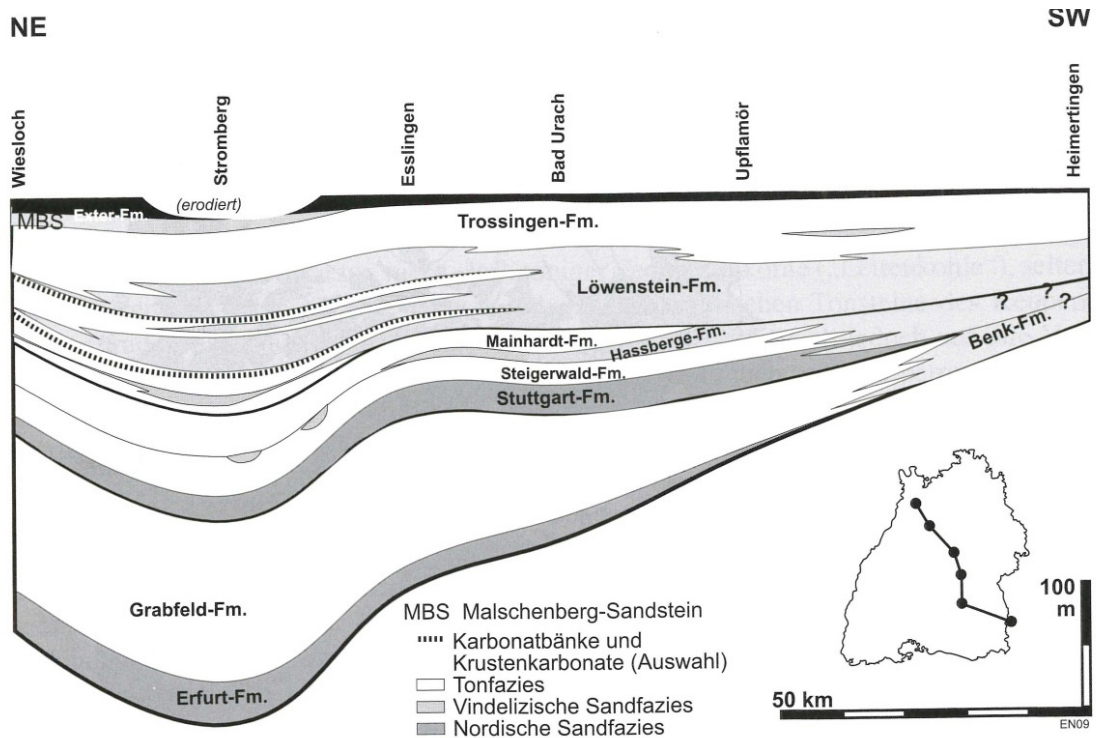 NE
SW
Wiesloch
Stromberg
Esslingen
Bad Urach
Upflamör
Heimertingen
(erodiert)
MBS
Exter-Fm.
Trossingen-Fm.
Löwenstein-Fm.
Mainhardt-Fm.
Hassberge-Fm.
Steigerwald-Fm.
Stuttgart-Fm.
? ? ?
Benk-Fm.
Grabfeld-Fm.
Erfurt-Fm.
MBS Malschenberg-Sandstein
Karbonatbänke und
Krustenkarbonate (Auswahl)
Tonfazies
Vindelizische Sandfazies
Nordische Sandfazies
100
m
50 km
EN09